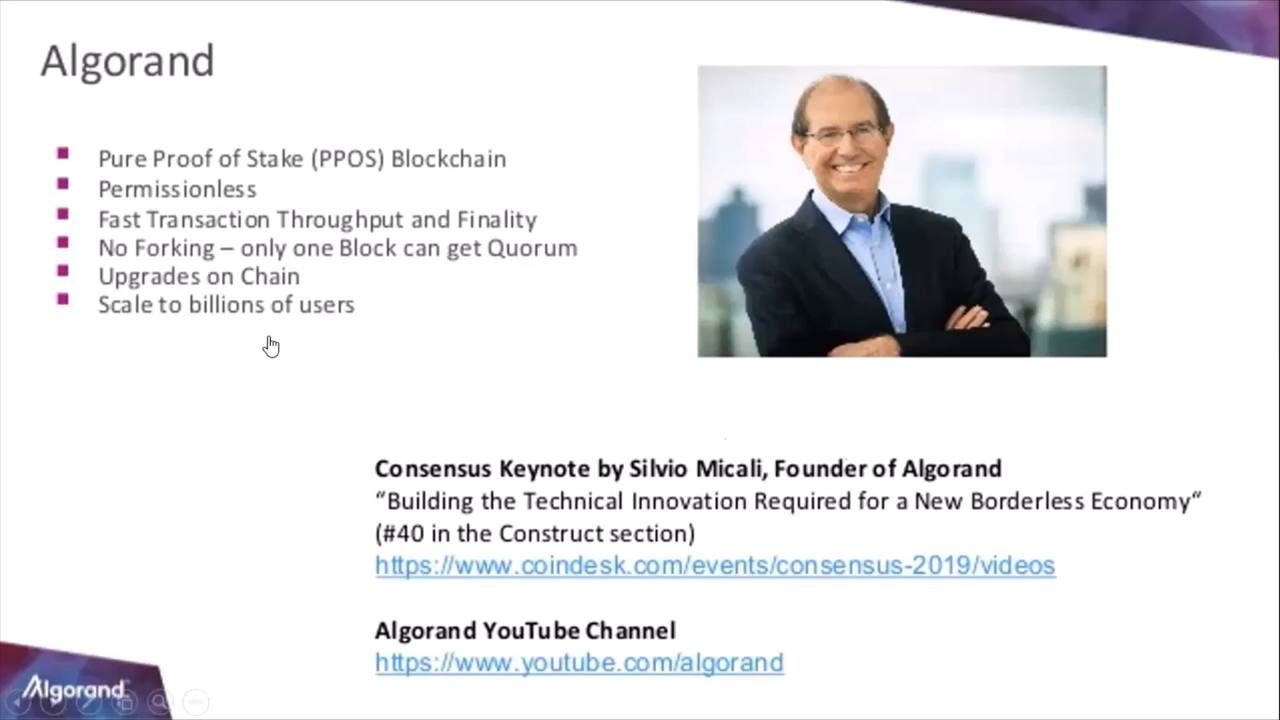 Algorand
Pure Proof of Stake (PPOS) Blockchain
Permissionless
Fast Transaction Throughput and Finality
No Forking – only one Block can get Quorum
Upgrades on Chain
Scale to billions of users
Consensus Keynote by Silvio Micali, Founder of Algorand
“Building the Technical Innovation Required for a New Borderless Economy“
(#40 in the Construct section)
https://www.coindesk.com/events/consensus-2019/videos
Algorand YouTube Channel
https://www.youtube.com/algorand
Algorand